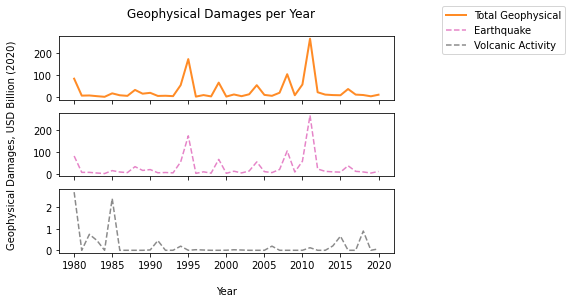 Geophysical Damages per Year
Total Geophysical
Earthquake
Volcanic Activity
Geophysical Damages, USD Billion (2020)
200
100
0
200
100
0
2
1
0
1980 1985 1990 1995 2000 2005 2010 2015 2020
Year